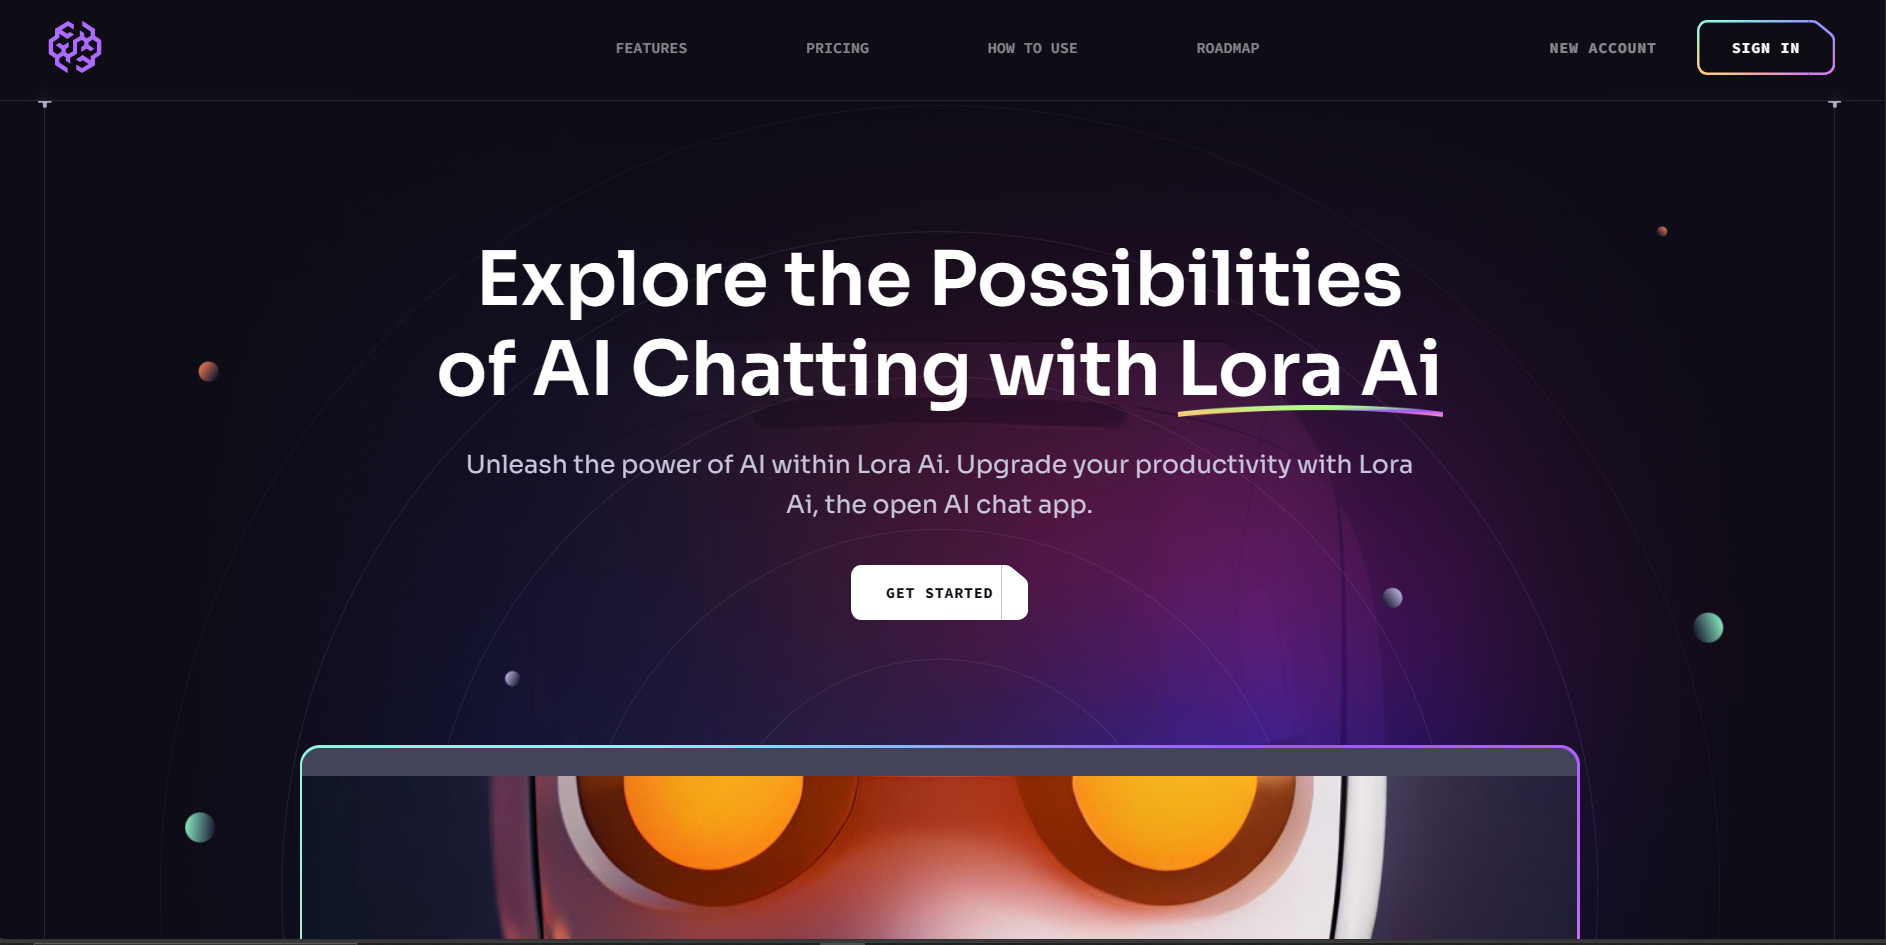 FEATURES
PRICING
HOW TO USE
ROADMAP
NEW ACCOUNT
SIGN IN
Explore the Possibilities
of AI Chatting with Lora Ai
Unleash the power of AI within Lora Ai. Upgrade your productivity with Lora
Ai, the open AI chat app.
GET STARTED